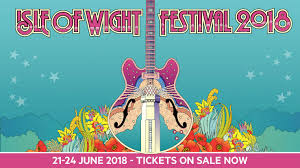 ISLE OF WIGHT FESTIVAL 2018
21-24 JUNE 2018 - TICKETS ON SALE NOW